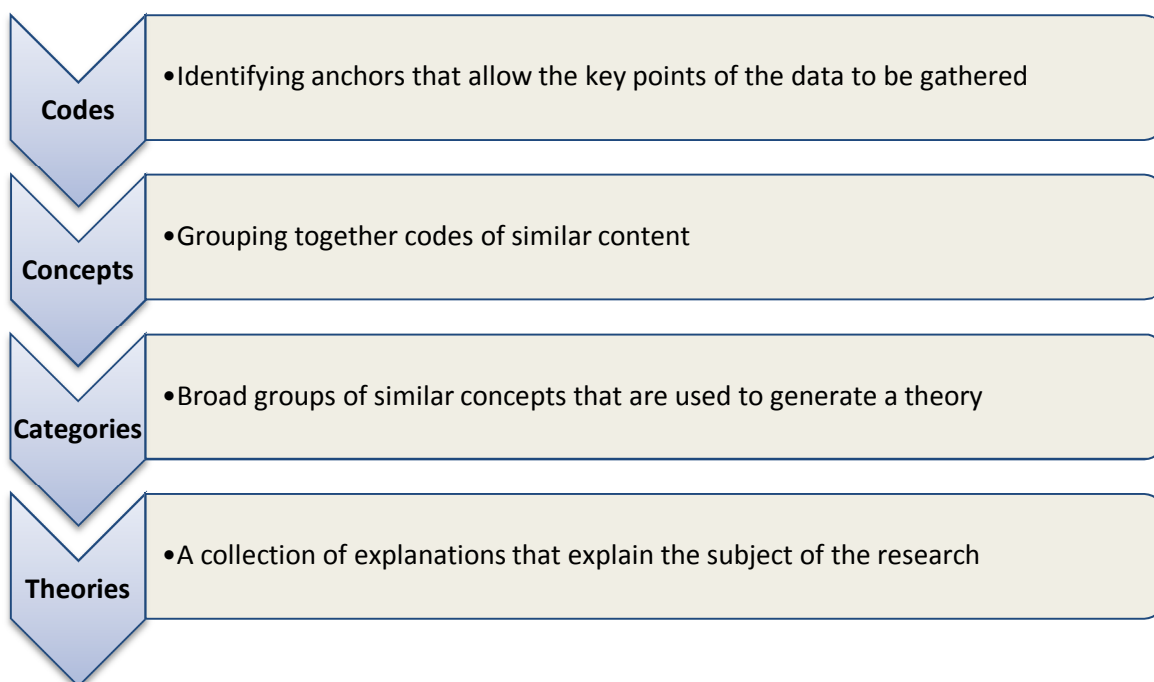 Codes
•Identifying anchors that allow the key points of the data to be gathered
Concepts
•Grouping together codes of similar content
Categories
•Broad groups of similar concepts that are used to generate a theory
Theories
•A collection of explanations that explain the subject of the research